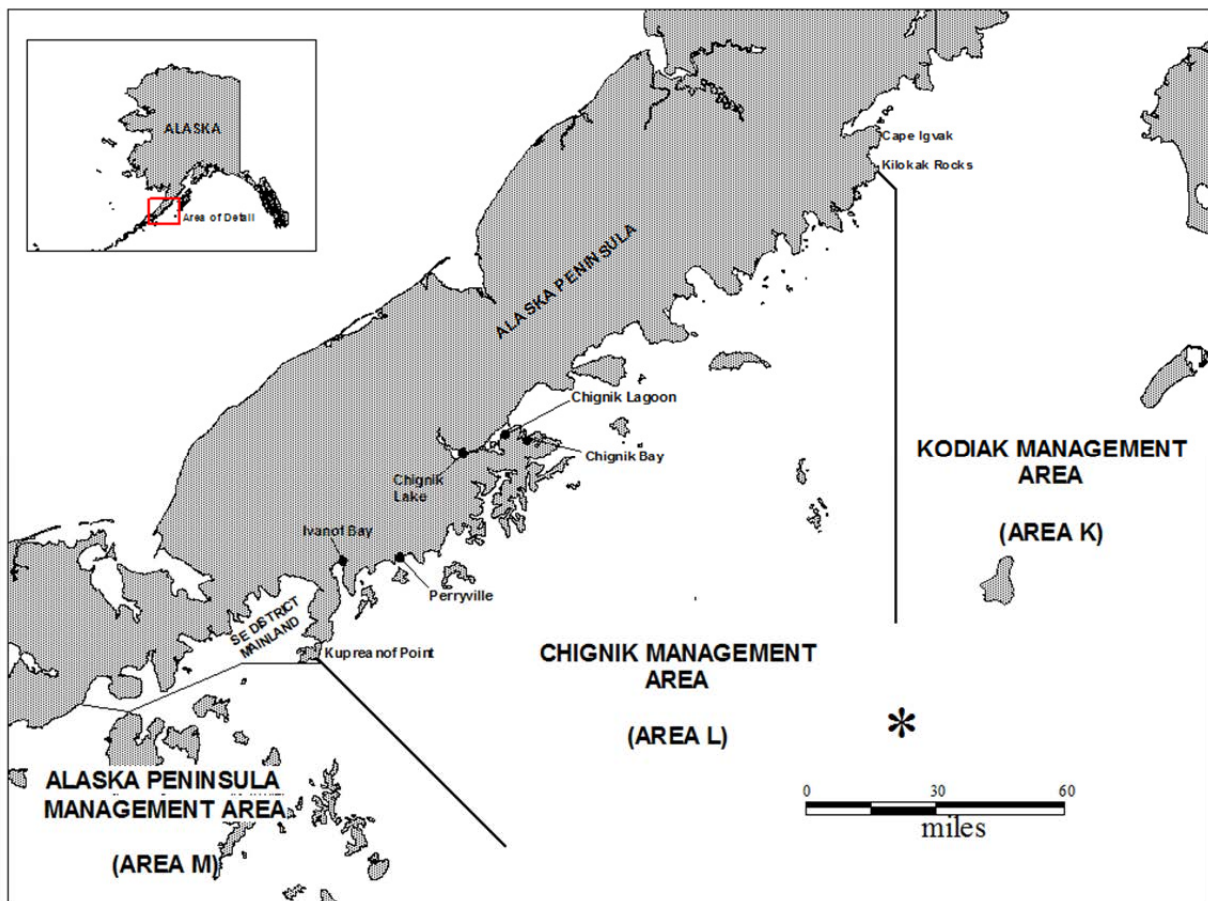 ALASKA
Area of Detail
Cape Igvak
Kilokak Rocks
ALASKA PENINSULA
Chignik Lagoon
Chignik Bay
Chignik
Lake
KODIAK MANAGEMENT
AREA
(AREA K)
Ivanof Bay
Perryville
SE DISTRICT
MAINLAND
Kupreanof Point
CHIGNIK MANAGEMENT
AREA
(AREA L)
*
ALASKA PENINSULA
MANAGEMENT AREA
(AREA M)
0 30 60
miles